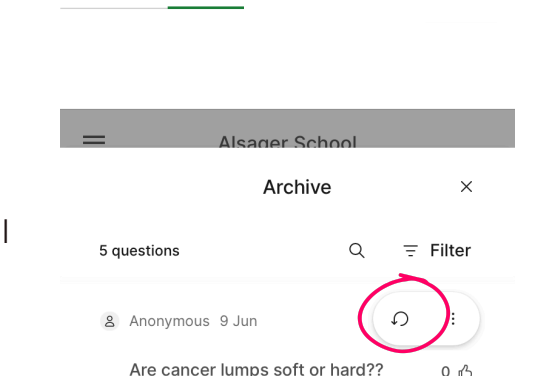 Alsager School
Archive
5 questions
Filter
Anonymous 9 Jun
Are cancer lumps soft or hard??
0